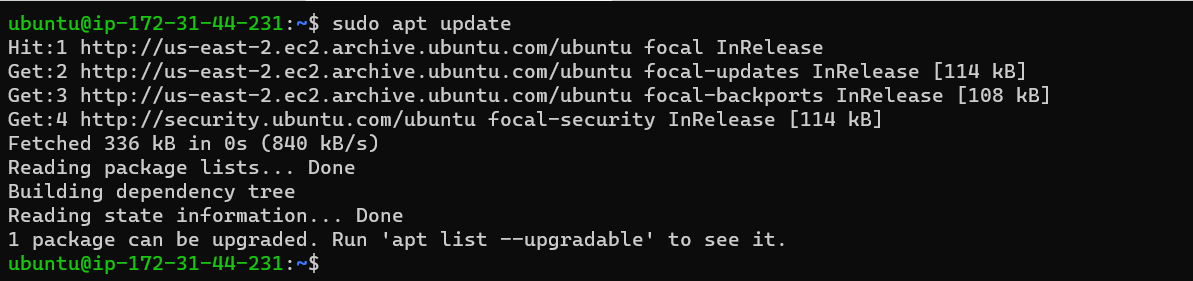 ubuntu@ip-172-31-44-231:~$ sudo apt update
Hit:1 http://us-east-2.ec2.archive.ubuntu.com/ubuntu focal InRelease
Get:2 http://us-east-2.ec2.archive.ubuntu.com/ubuntu focal-updates InRelease [114 kB]
Get:3 http://us-east-2.ec2.archive.ubuntu.com/ubuntu focal-backports InRelease [108 kB]
Get:4 http://security.ubuntu.com/ubuntu focal-security InRelease [114 kB]
Fetched 336 kB in 0s (840 kB/s)
Reading package lists... Done
Building dependency tree
Reading state information... Done
1 package can be upgraded. Run 'apt list --upgradable' to see it.
ubuntu@ip-172-31-44-231:~$